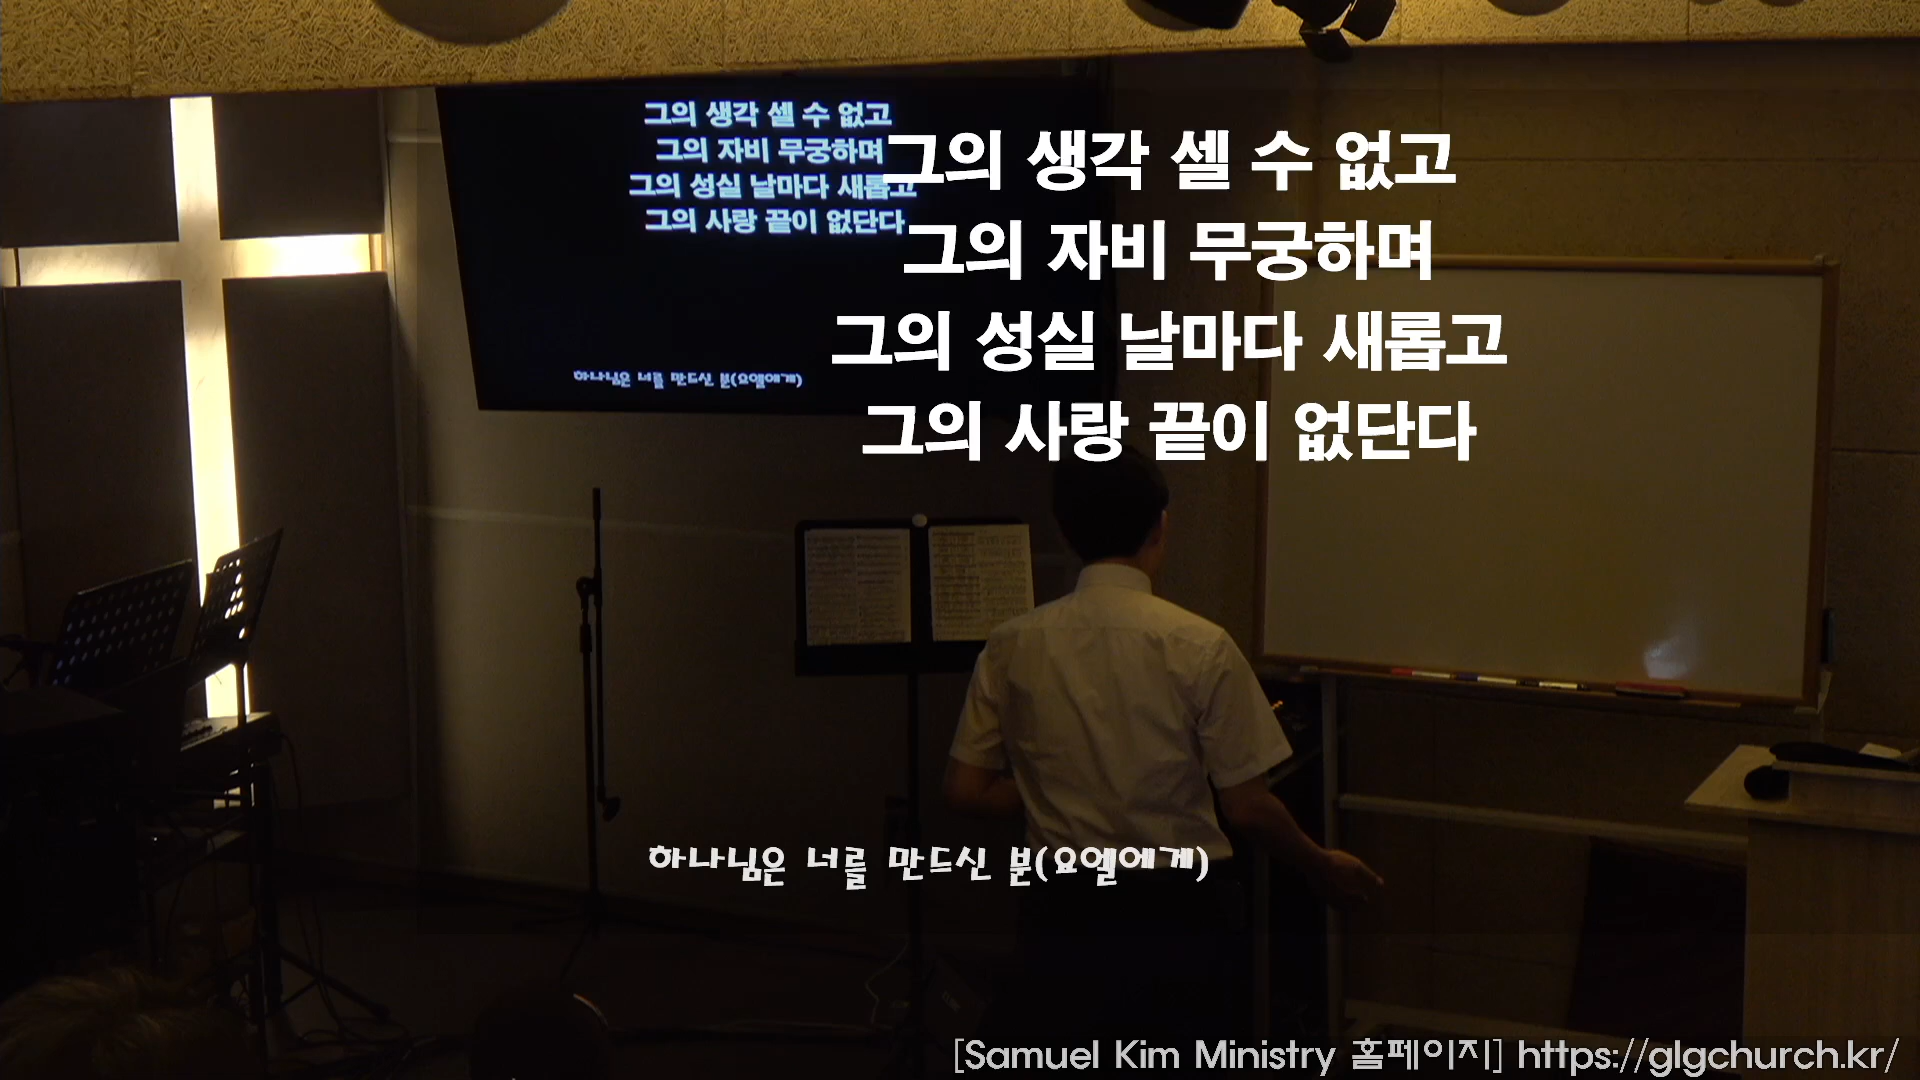 그의 생각 셀 수 없고
그의 자비 무궁하며
그의 성실 날마다 새롭고
그의 사랑 끝이 없단다
하나님은 너를 만드신 분(요엘에게)
그의 생각 셀 수 없고
그의 자비 무궁하며
그의 성실 날마다 새롭고
그의 사랑 끝이 없단다
하나님은 너를 만드신 분(요엘에게)
[Samuel Kim Ministry 홈페이지] https://glgchurch.kr/